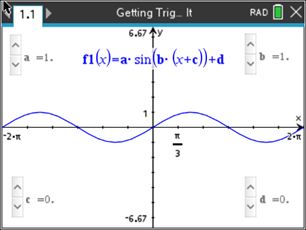 1.1 Getting Trig... It RAD
6.67 y
a =1. f1(x)=a· sin(b· (x+c))+d b =1.
1
x
-2·π π/3 2·π
c =0. d =0.
-6.67